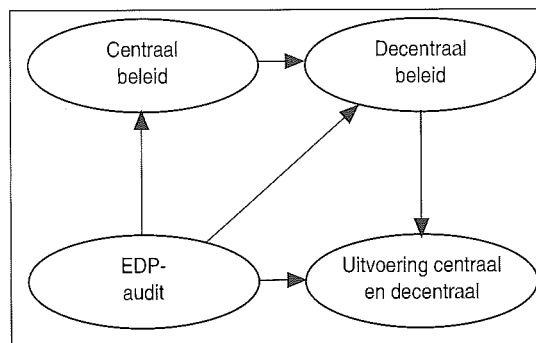 Centraal
beleid
Decentraal
beleid
EDP-
audit
Uitvoering centraal
en decentraal